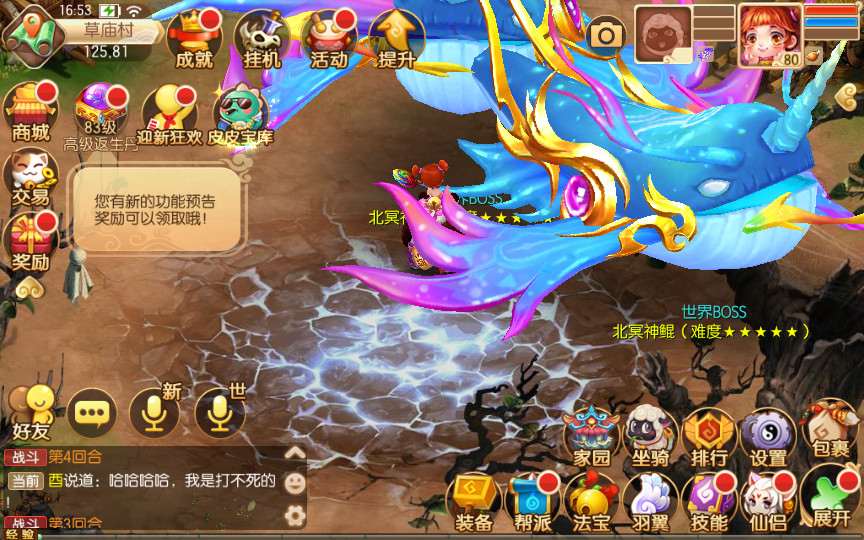 16:53
草庙村
125,81
成就
挂机
活动
提升
80
商城
83级
高级返生丹
迎新狂欢
皮皮宝库
交易
奖励
您有新的功能预告
奖励可以领取哦！
世界BOSS
北冥神鲲（难度★★★★★）
好友
新
世
战斗 第4回合
当前 酉说道：哈哈哈哈，我是打不死的
！
战斗 第3回合
经验
家园
坐骑
排行
设置
包裹
装备
帮派
法宝
羽翼
技能
仙侣
展开